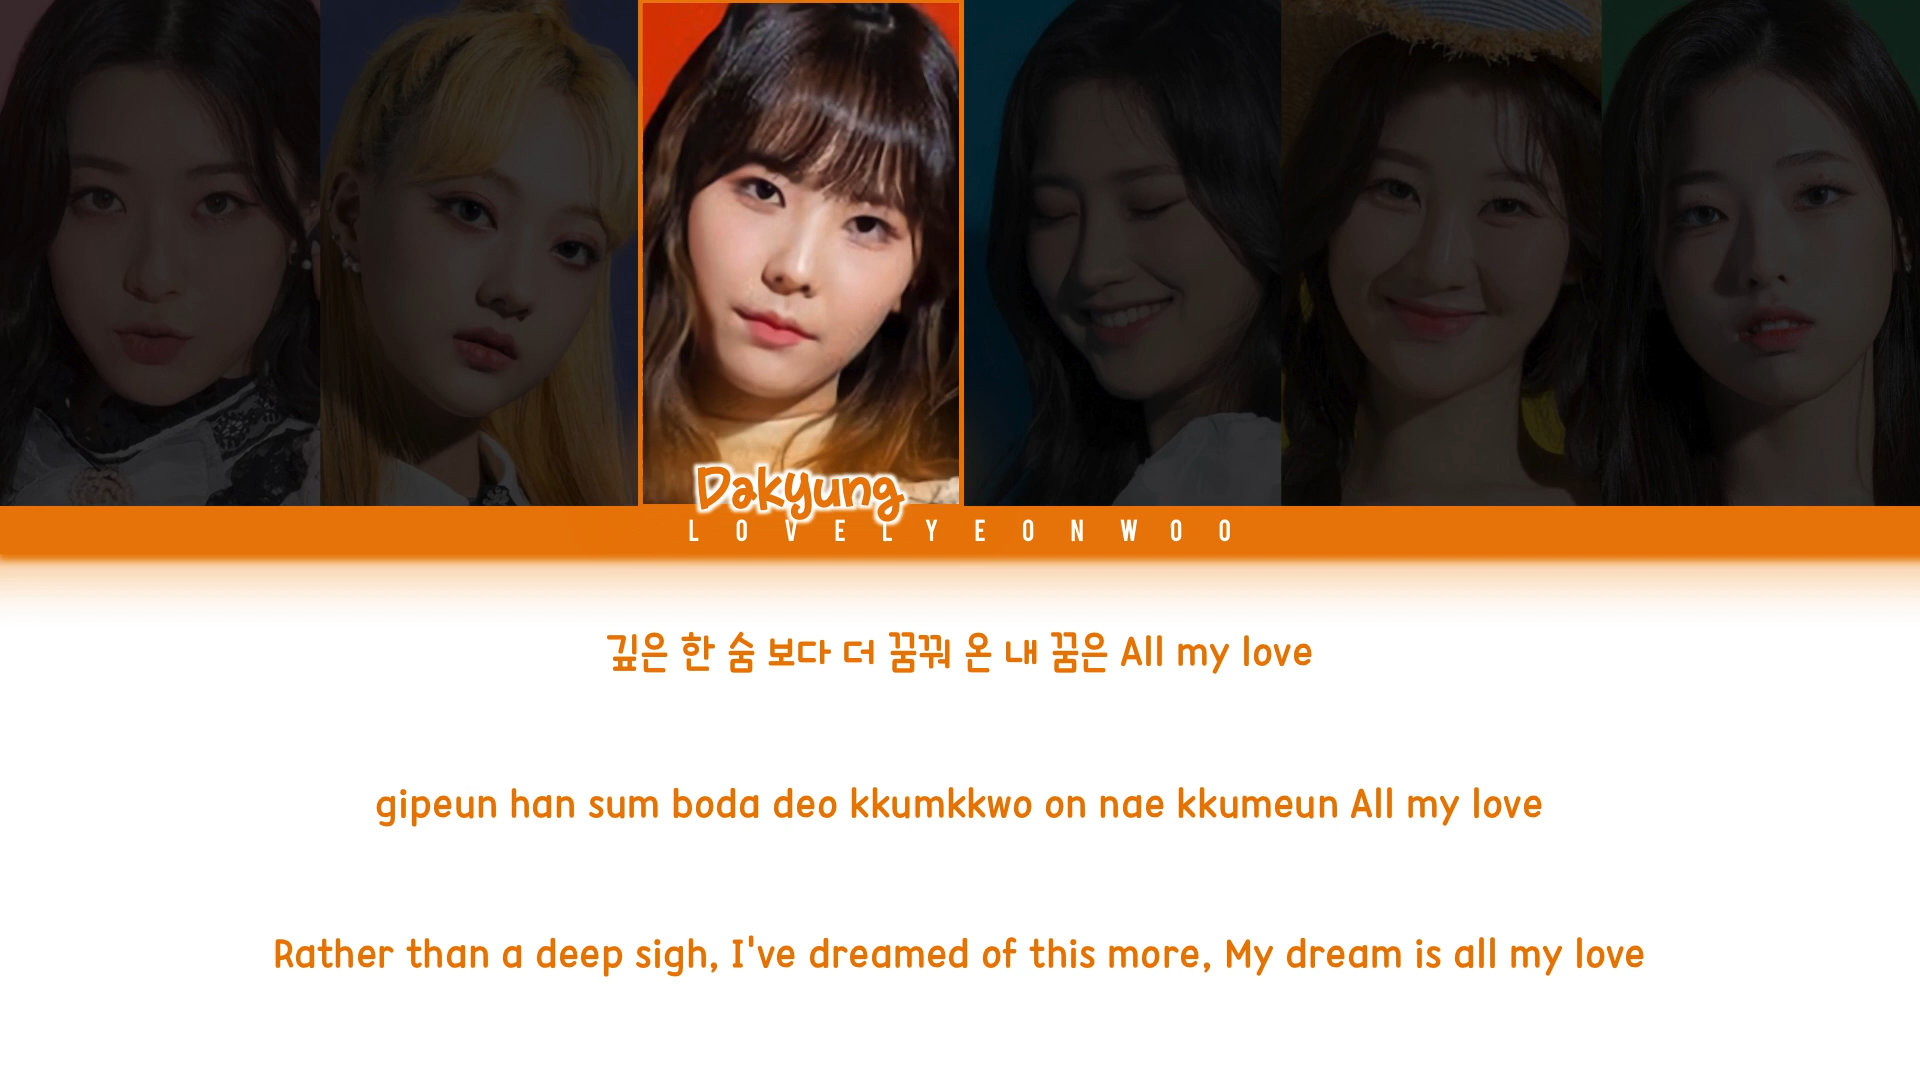 Dakyung
LOVELYEONWOO
깊은 한 숨 보다 더 꿈꿔 온 내 꿈은 All my love
gipeun han sum boda deo kkumkkwo on nae kkumeun All my love
Rather than a deep sigh, I've dreamed of this more, My dream is all my love